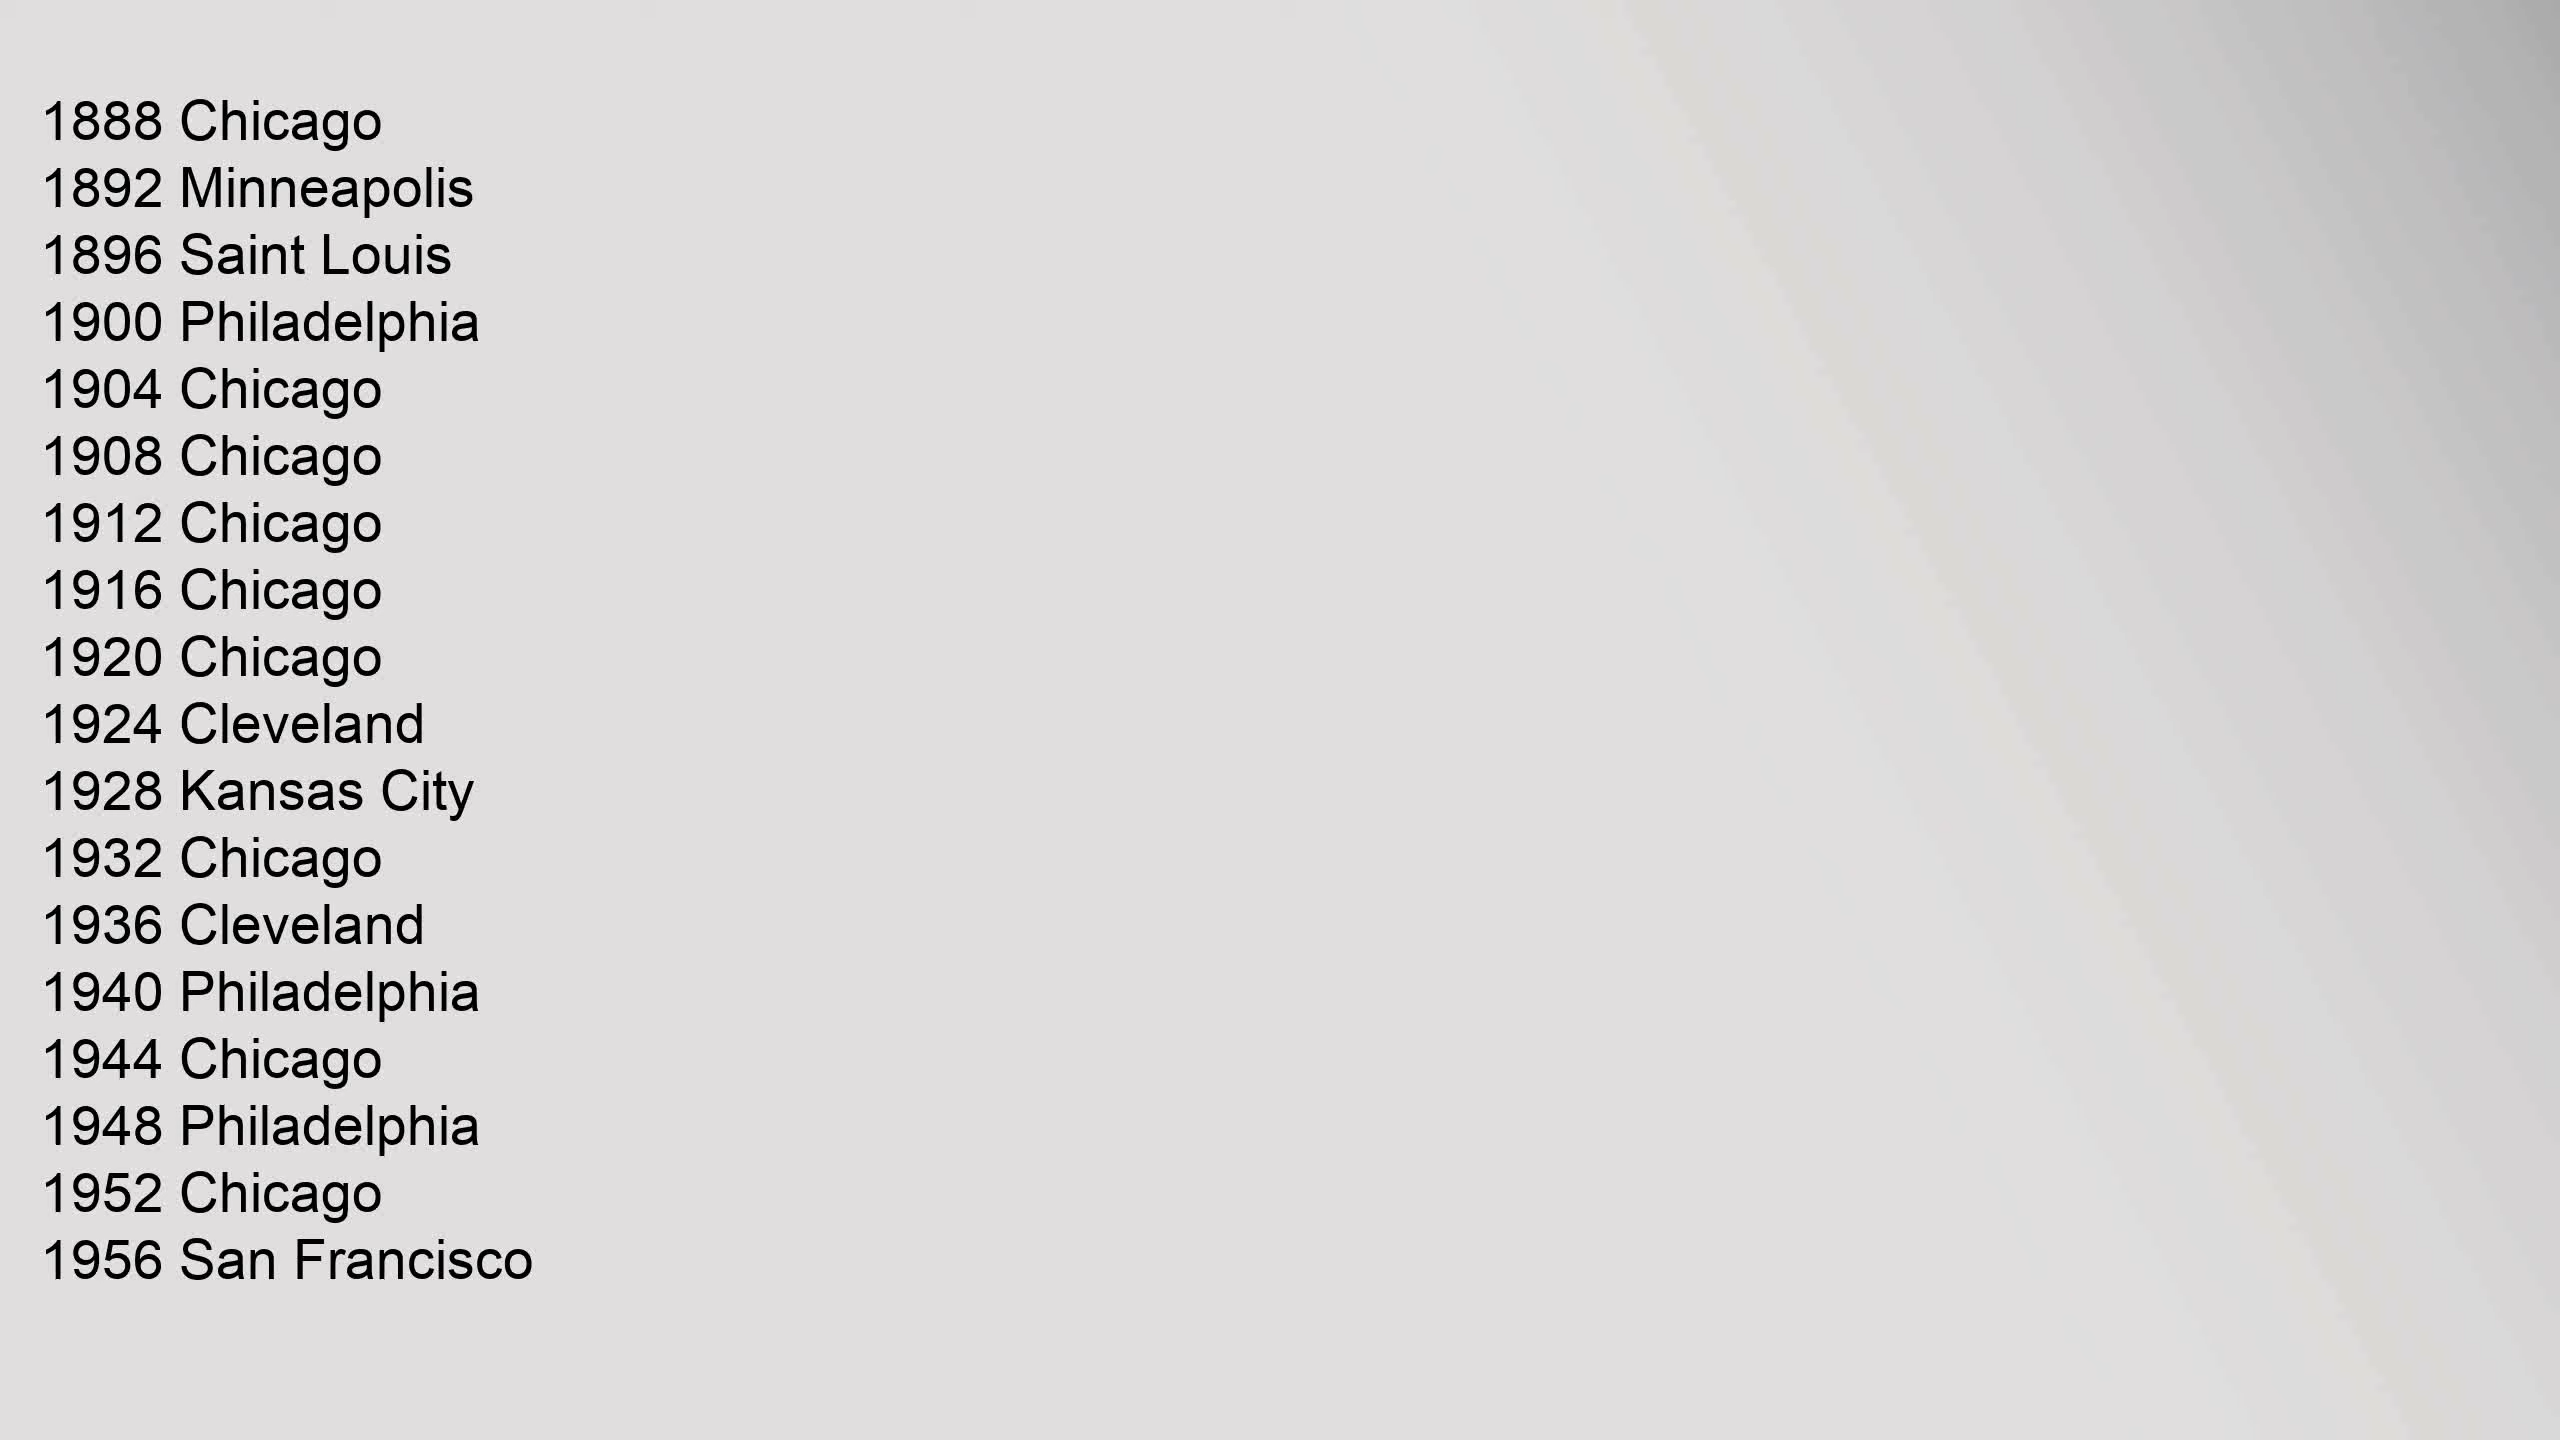 1888 Chicago
1892 Minneapolis
1896 Saint Louis
1900 Philadelphia
1904 Chicago
1908 Chicago
1912 Chicago
1916 Chicago
1920 Chicago
1924 Cleveland
1928 Kansas City
1932 Chicago
1936 Cleveland
1940 Philadelphia
1944 Chicago
1948 Philadelphia
1952 Chicago
1956 San Francisco